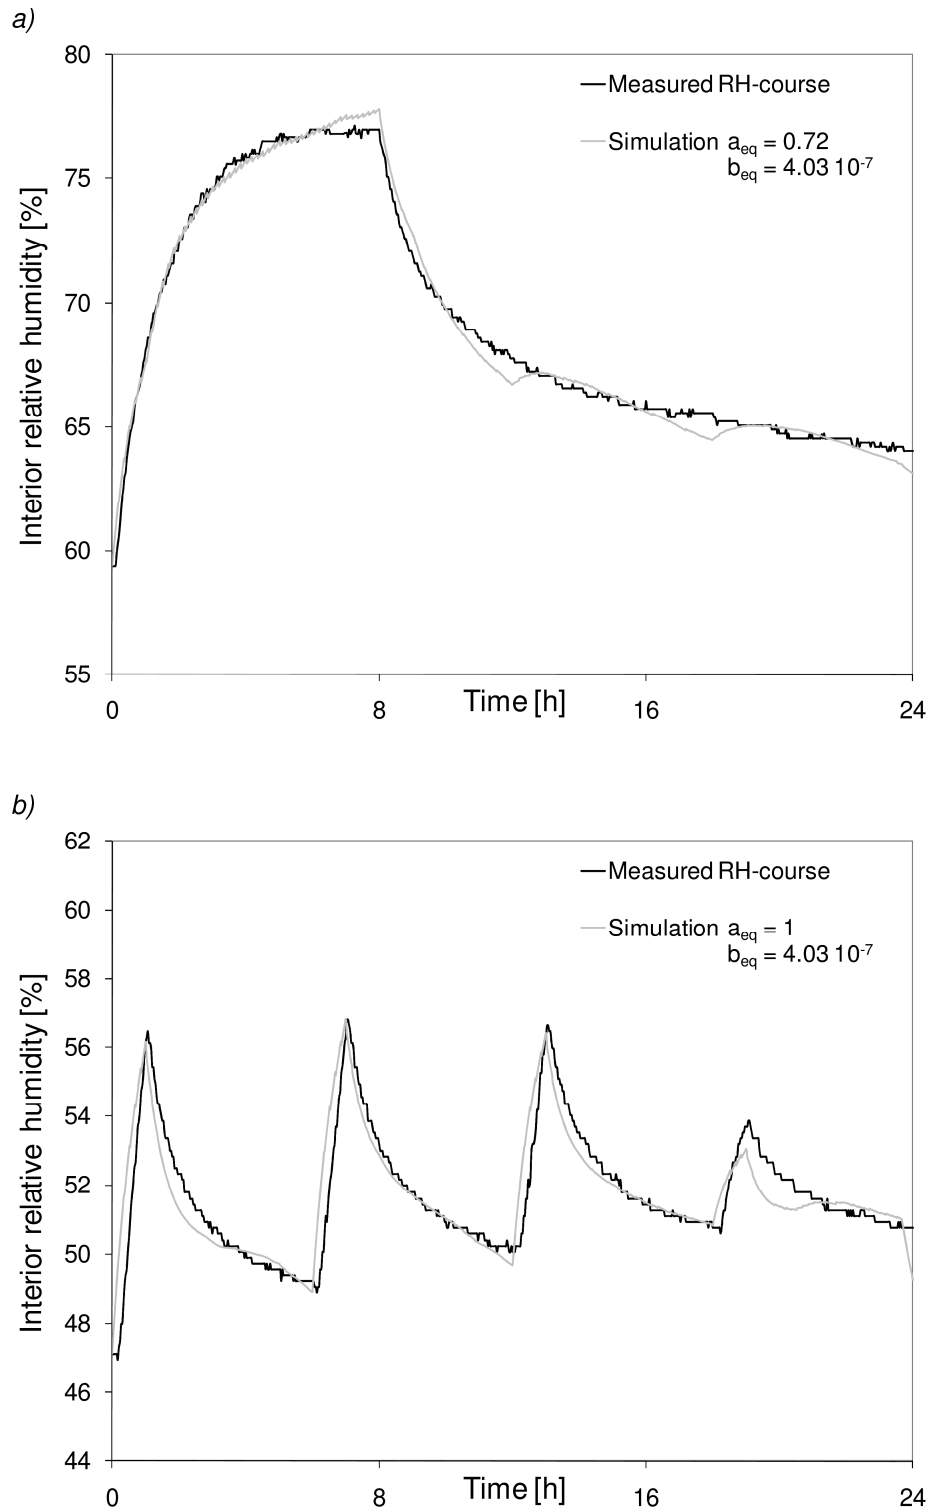 a)
80
75
70
65
60
55
Interior relative humidity [%]
Measured RH-course
Simulation a_eq = 0.72
b_eq = 4.03 10^-7
0
8
16
24
Time [h]
b)
62
60
58
56
54
52
50
48
46
44
Interior relative humidity [%]
Measured RH-course
Simulation a_eq = 1
b_eq = 4.03 10^-7
0
8
16
24
Time [h]